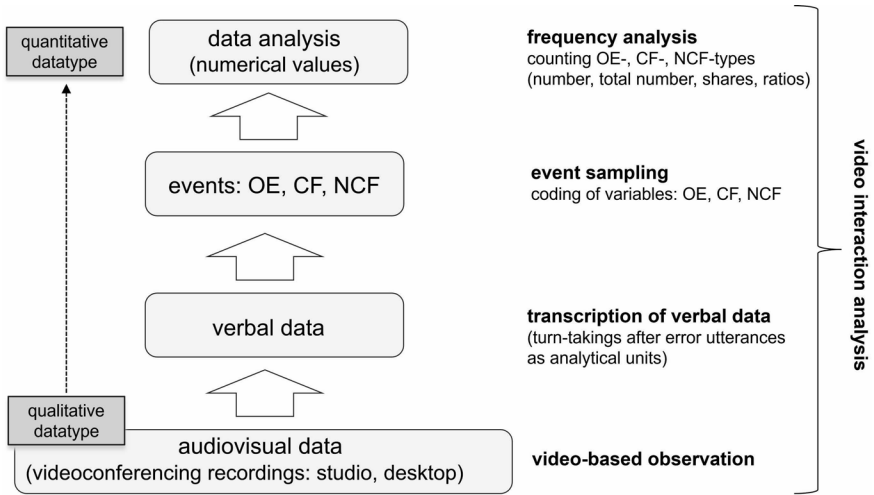 quantitative
datatype
data analysis
(numerical values)
frequency analysis
counting OE-, CF-, NCF-types
(number, total number, shares, ratios)
events: OE, CF, NCF
event sampling
coding of variables: OE, CF, NCF
verbal data
transcription of verbal data
(turn-takings after error utterances
as analytical units)
qualitative
datatype
audiovisual data
(videoconferencing recordings: studio, desktop)
video-based observation
video interaction analysis